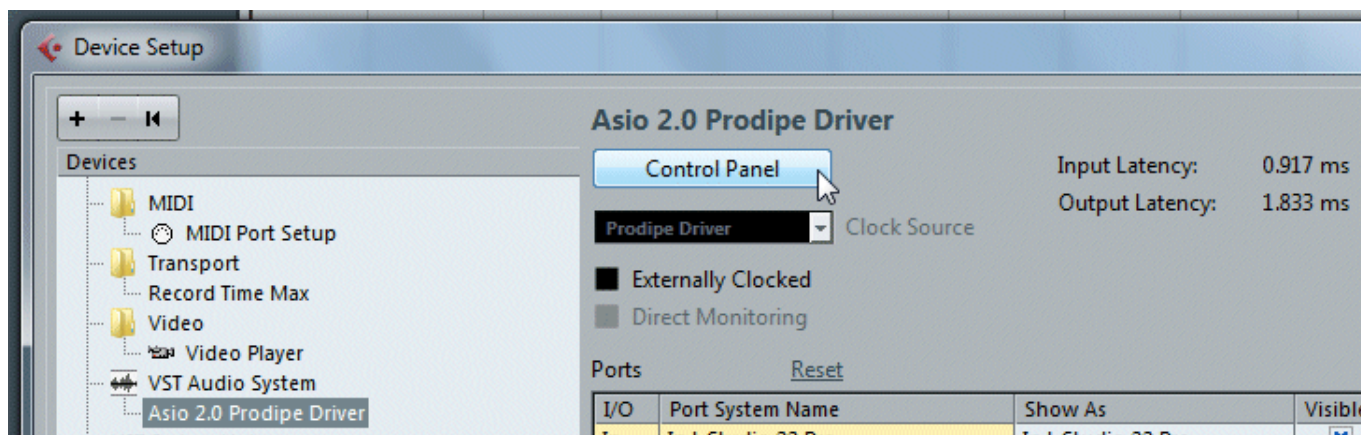 Device Setup
Devices
MIDI
MIDI Port Setup
Transport
Record Time Max
Video
Video Player
VST Audio System
Asio 2.0 Prodipe Driver
Asio 2.0 Prodipe Driver
Control Panel
Input Latency: 0.917 ms
Output Latency: 1.833 ms
Prodipe Driver Clock Source
Externally Clocked
Direct Monitoring
Ports Reset
I/O Port System Name Show As Visible